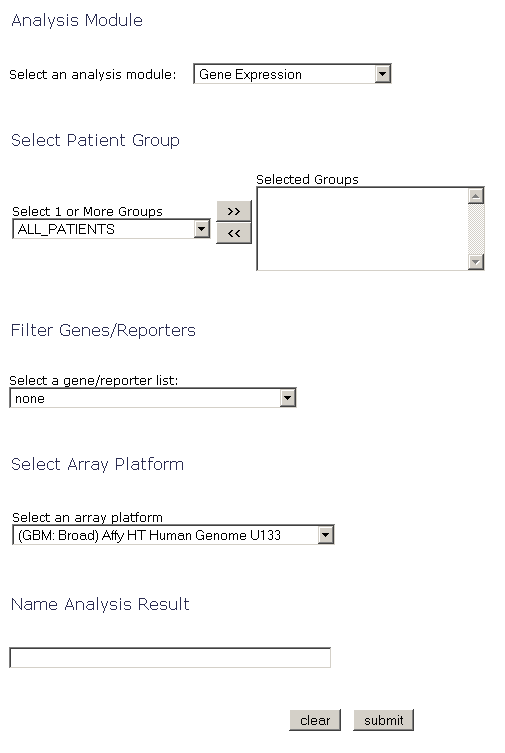 Analysis Module
Select an analysis module: Gene Expression
Select Patient Group
Selected Groups
Select 1 or More Groups
ALL_PATIENTS
>>
<<
Filter Genes/Reporters
Select a gene/reporter list:
none
Select Array Platform
Select an array platform
(GBM: Broad) Affy HT Human Genome U133
Name Analysis Result
clear submit